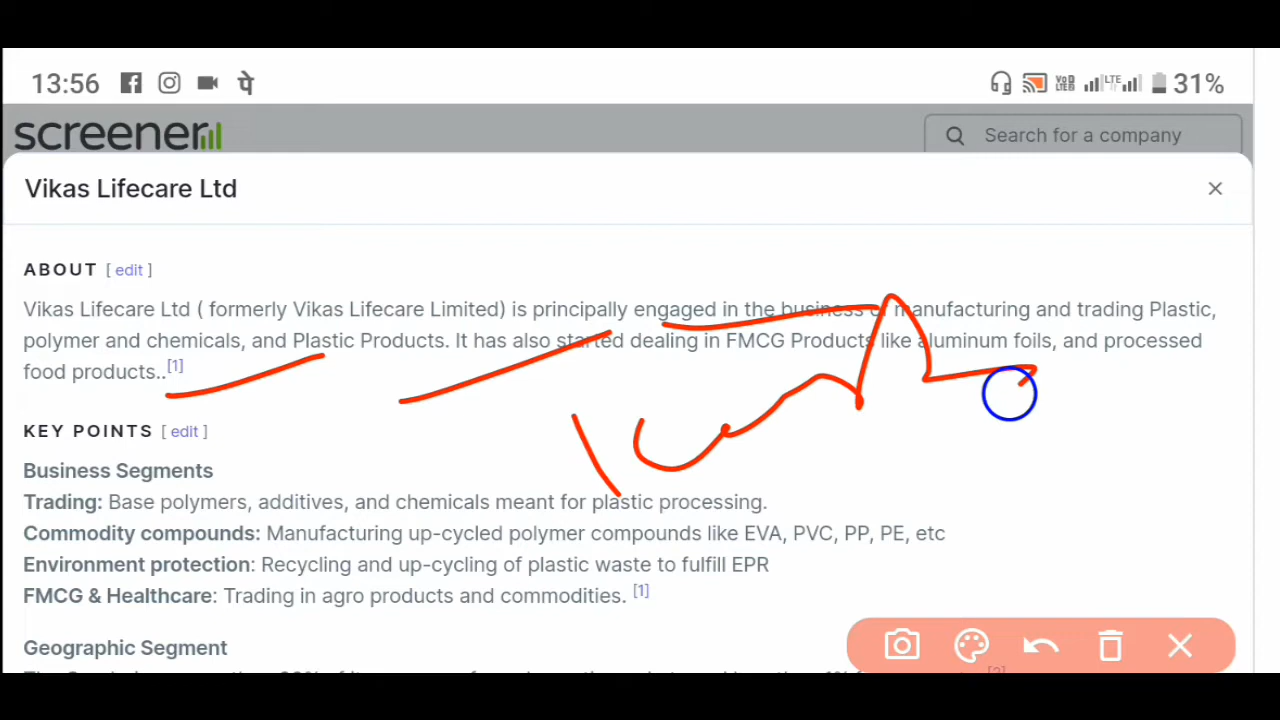 13:56 पे VoD LTE LTE 31%
screener Search for a company
Vikas Lifecare Ltd
ABOUT [ edit ]
Vikas Lifecare Ltd ( formerly Vikas Lifecare Limited) is principally engaged in the business of manufacturing and trading Plastic,
polymer and chemicals, and Plastic Products. It has also started dealing in FMCG Products like aluminum foils, and processed
food products..[1]
KEY POINTS [ edit ]
Business Segments
Trading: Base polymers, additives, and chemicals meant for plastic processing.
Commodity compounds: Manufacturing up-cycled polymer compounds like EVA, PVC, PP, PE, etc
Environment protection: Recycling and up-cycling of plastic waste to fulfill EPR
FMCG & Healthcare: Trading in agro products and commodities. [1]
Geographic Segment